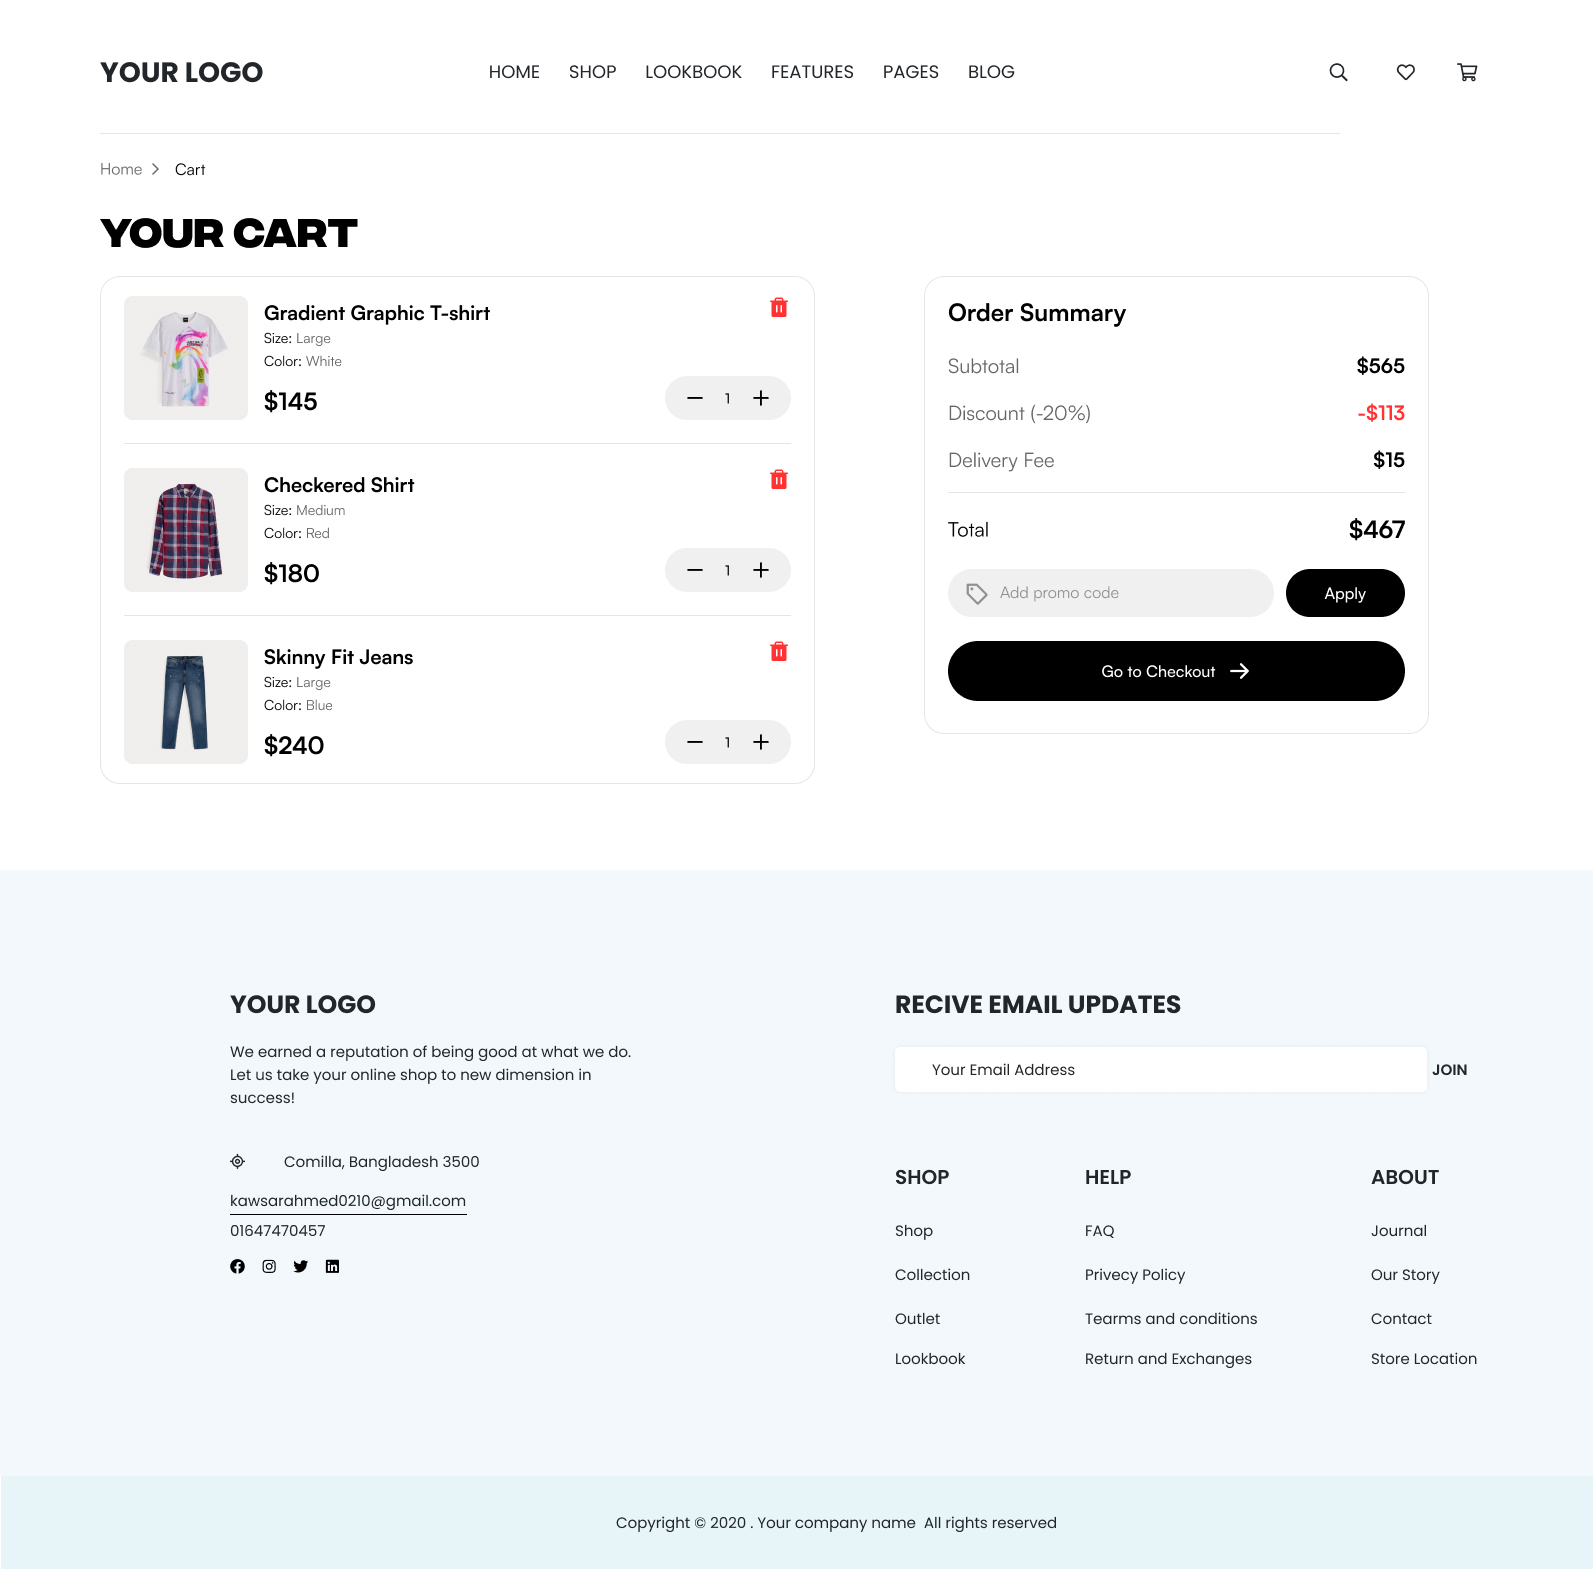 YOUR LOGO
HOME SHOP LOOKBOOK FEATURES PAGES BLOG
Home Cart
YOUR CART
Gradient Graphic T-shirt
Size: Large
Color: White
$145
1
Checkered Shirt
Size: Medium
Color: Red
$180
1
Skinny Fit Jeans
Size: Large
Color: Blue
$240
1
Order Summary
Subtotal $565
Discount (-20%) -$113
Delivery Fee $15
Total $467
Add promo code Apply
Go to Checkout
YOUR LOGO
We earned a reputation of being good at what we do.
Let us take your online shop to new dimension in
success!
Comilla, Bangladesh 3500
kawsarahmed0210@gmail.com
01647470457
RECIVE EMAIL UPDATES
Your Email Address JOIN
SHOP
Shop
Collection
Outlet
Lookbook
HELP
FAQ
Privecy Policy
Tearms and conditions
Return and Exchanges
ABOUT
Journal
Our Story
Contact
Store Location
Copyright © 2020 . Your company name  All rights reserved